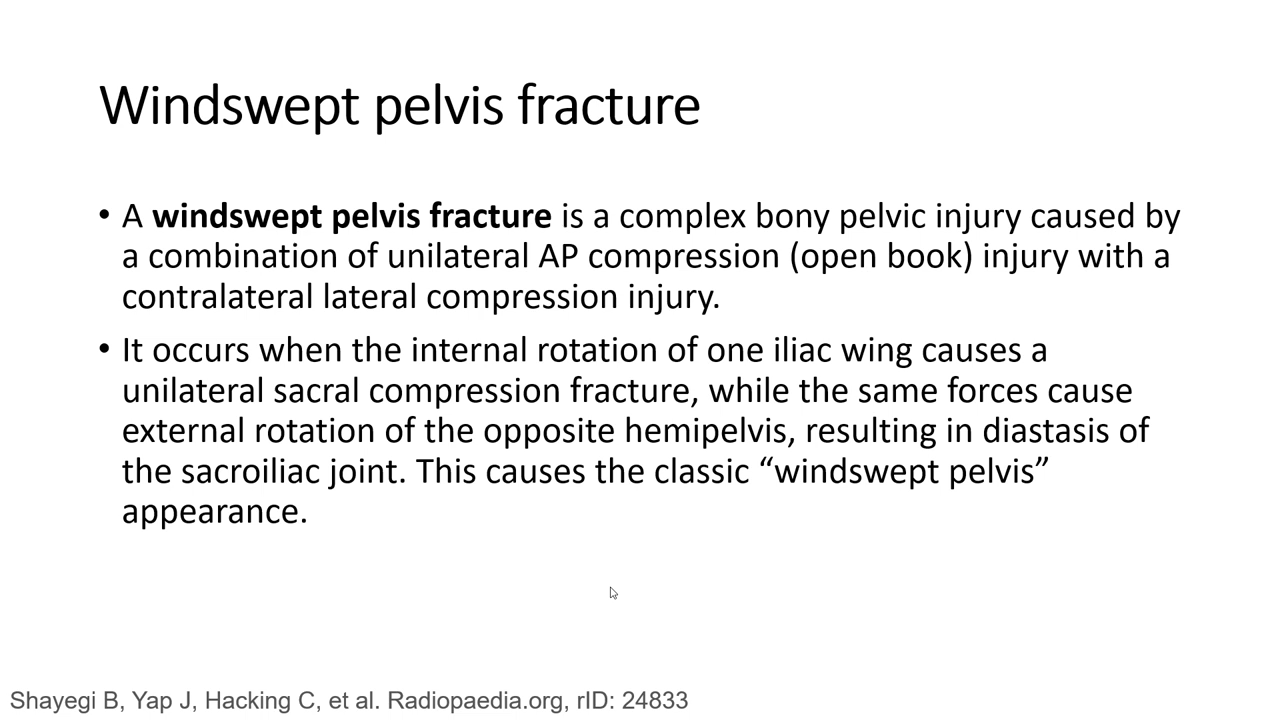 Windswept pelvis fracture
• A windswept pelvis fracture is a complex bony pelvic injury caused by
a combination of unilateral AP compression (open book) injury with a
contralateral lateral compression injury.
• It occurs when the internal rotation of one iliac wing causes a
unilateral sacral compression fracture, while the same forces cause
external rotation of the opposite hemipelvis, resulting in diastasis of
the sacroiliac joint. This causes the classic “windswept pelvis”
appearance.
Shayegi B, Yap J, Hacking C, et al. Radiopaedia.org, rID: 24833